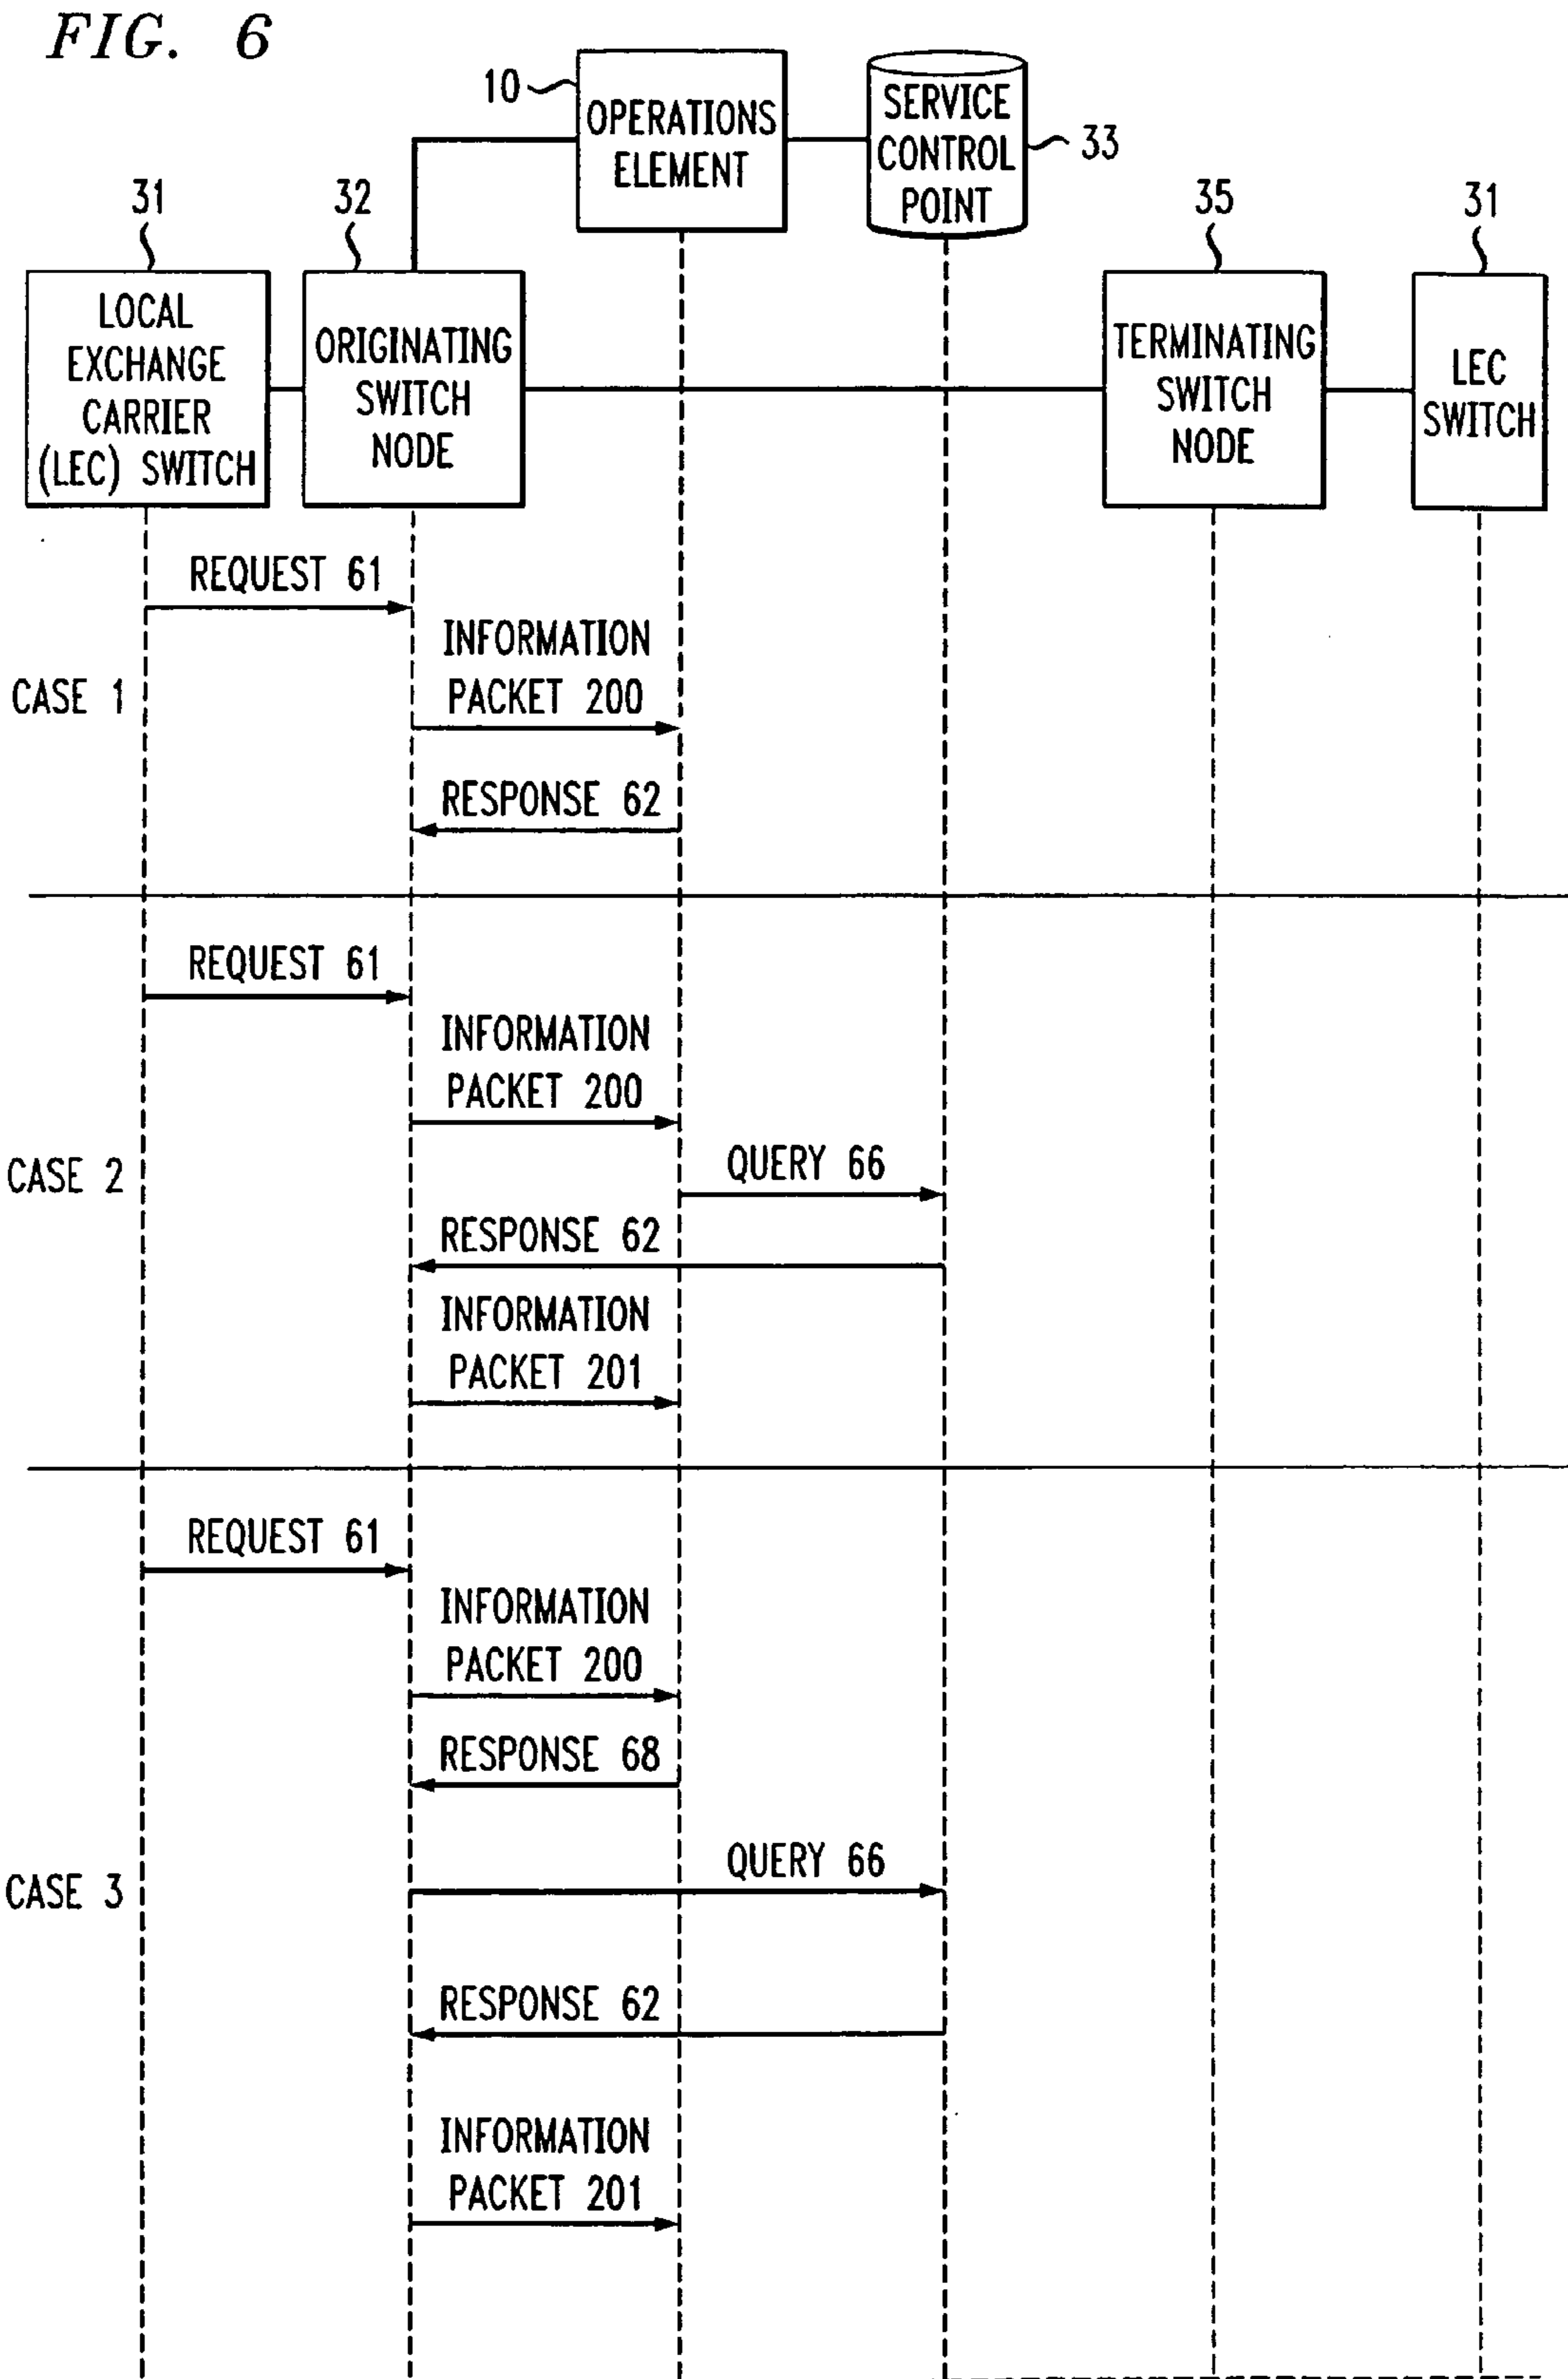 FIG. 6
10
OPERATIONS
ELEMENT
SERVICE
CONTROL
POINT
33
31
32
35
31
LOCAL
EXCHANGE
CARRIER
(LEC) SWITCH
ORIGINATING
SWITCH
NODE
TERMINATING
SWITCH
NODE
LEC
SWITCH
CASE 1
REQUEST 61
INFORMATION
PACKET 200
RESPONSE 62
CASE 2
REQUEST 61
INFORMATION
PACKET 200
QUERY 66
RESPONSE 62
INFORMATION
PACKET 201
CASE 3
REQUEST 61
INFORMATION
PACKET 200
RESPONSE 68
QUERY 66
RESPONSE 62
INFORMATION
PACKET 201